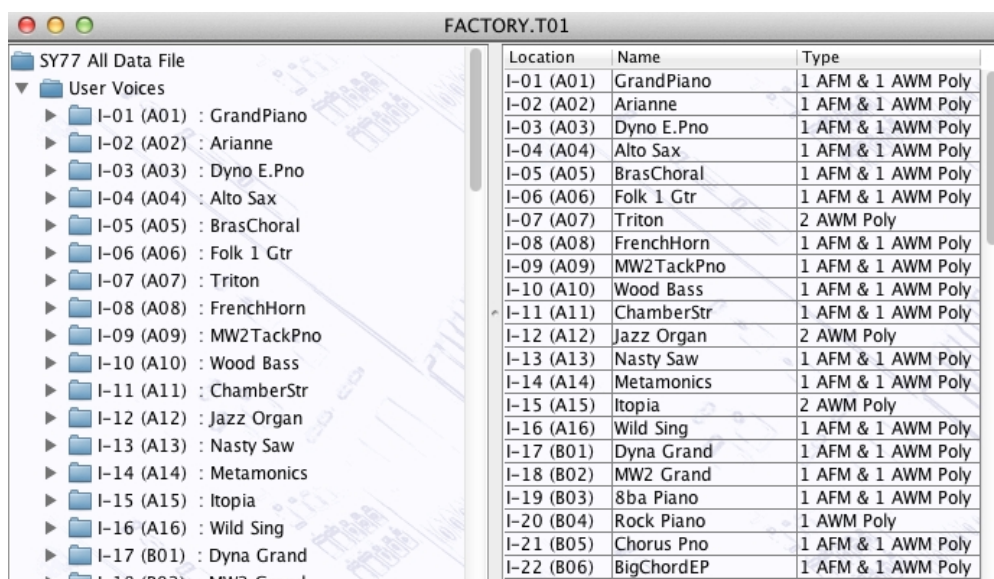 FACTORY.T01
SY77 All Data File
User Voices
I-01 (A01) : GrandPiano
I-02 (A02) : Arianne
I-03 (A03) : Dyno E.Pno
I-04 (A04) : Alto Sax
I-05 (A05) : BrasChoral
I-06 (A06) : Folk 1 Gtr
I-07 (A07) : Triton
I-08 (A08) : FrenchHorn
I-09 (A09) : MW2TackPno
I-10 (A10) : Wood Bass
I-11 (A11) : ChamberStr
I-12 (A12) : Jazz Organ
I-13 (A13) : Nasty Saw
I-14 (A14) : Metamonics
I-15 (A15) : Itopia
I-16 (A16) : Wild Sing
I-17 (B01) : Dyna Grand
Location Name Type
I-01 (A01) GrandPiano 1 AFM & 1 AWM Poly
I-02 (A02) Arianne 1 AFM & 1 AWM Poly
I-03 (A03) Dyno E.Pno 1 AFM & 1 AWM Poly
I-04 (A04) Alto Sax 1 AFM & 1 AWM Poly
I-05 (A05) BrasChoral 1 AFM & 1 AWM Poly
I-06 (A06) Folk 1 Gtr 1 AFM & 1 AWM Poly
I-07 (A07) Triton 2 AWM Poly
I-08 (A08) FrenchHorn 1 AFM & 1 AWM Poly
I-09 (A09) MW2TackPno 1 AFM & 1 AWM Poly
I-10 (A10) Wood Bass 1 AFM & 1 AWM Poly
I-11 (A11) ChamberStr 1 AFM & 1 AWM Poly
I-12 (A12) Jazz Organ 2 AWM Poly
I-13 (A13) Nasty Saw 1 AFM & 1 AWM Poly
I-14 (A14) Metamonics 1 AFM & 1 AWM Poly
I-15 (A15) Itopia 2 AWM Poly
I-16 (A16) Wild Sing 1 AFM & 1 AWM Poly
I-17 (B01) Dyna Grand 1 AFM & 1 AWM Poly
I-18 (B02) MW2 Grand 1 AFM & 1 AWM Poly
I-19 (B03) 8ba Piano 1 AFM & 1 AWM Poly
I-20 (B04) Rock Piano 1 AWM Poly
I-21 (B05) Chorus Pno 1 AFM & 1 AWM Poly
I-22 (B06) BigChordEP 1 AFM & 1 AWM Poly